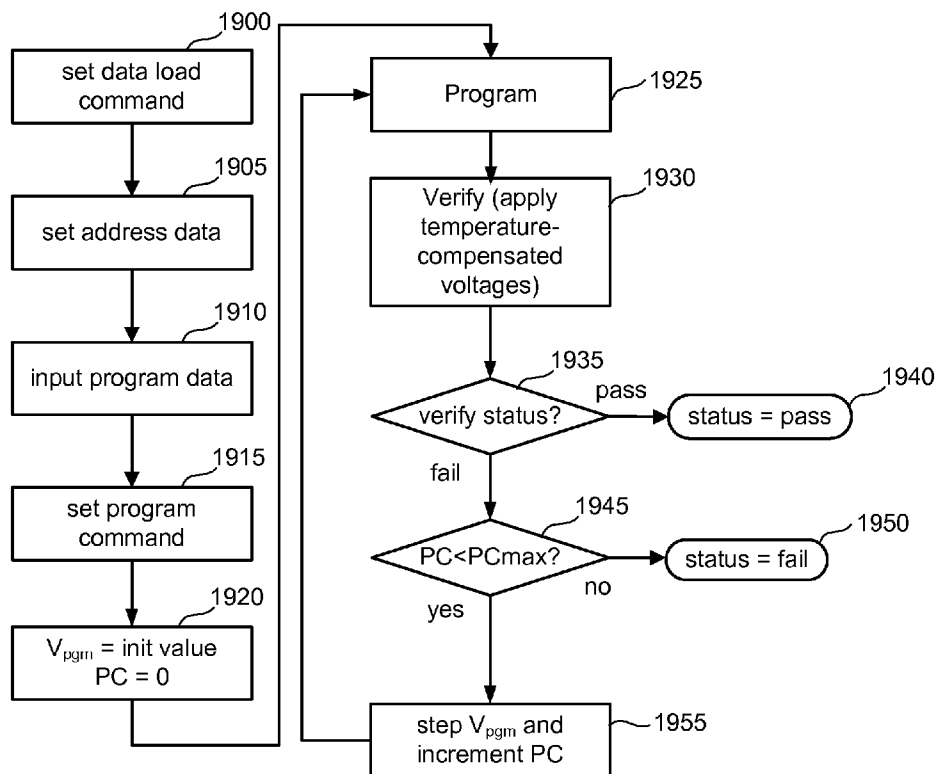 1900
set data load
command
1905
set address data
1910
input program data
1915
set program
command
1920
Vpgm = init value
PC = 0
Program
1925
1930
Verify (apply
temperature-
compensated
voltages)
1935
verify status?
pass
1940
status = pass
fail
1945
PC<PCmax?
1950
status = fail
no
yes
step Vpgm and
increment PC
1955